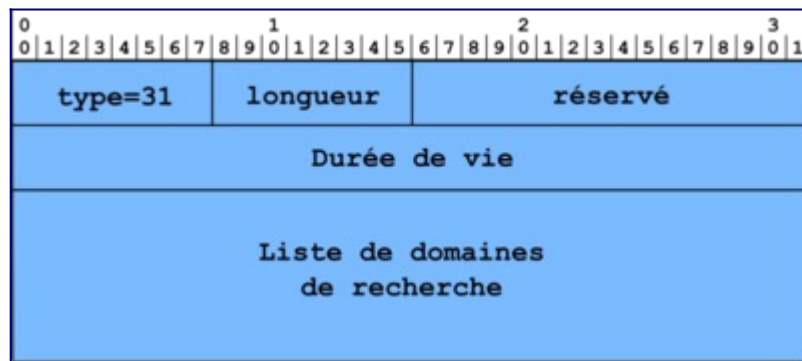 0 1 2 3
0|1|2|3|4|5|6|7|8|9|0|1|2|3|4|5|6|7|8|9|0|1|2|3|4|5|6|7|8|9|0|1
type=31 longueur réservé
Durée de vie
Liste de domaines
de recherche